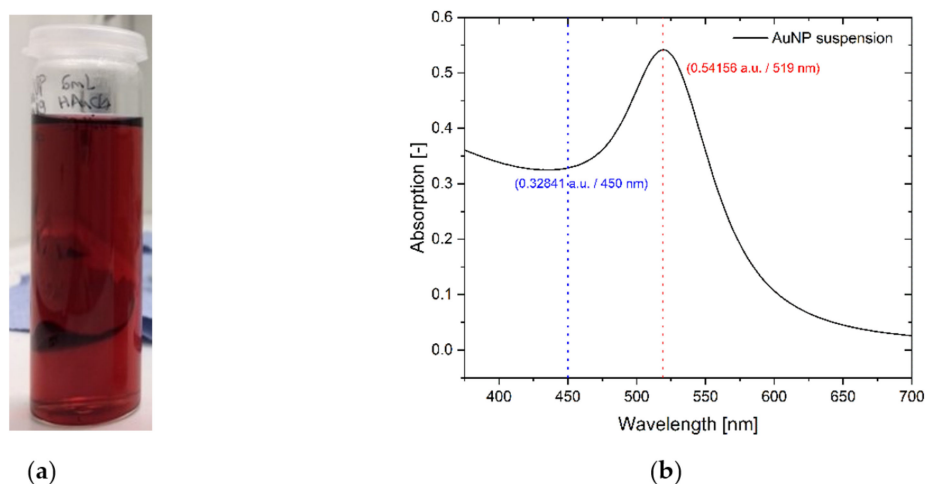 6mL
HAuCl₄
0.6
0.5
0.4
0.3
0.2
0.1
0.0
Absorption [-]
AuNP suspension
(0.54156 a.u. / 519 nm)
(0.32841 a.u. / 450 nm)
400 450 500 550 600 650 700
Wavelength [nm]
(a)
(b)